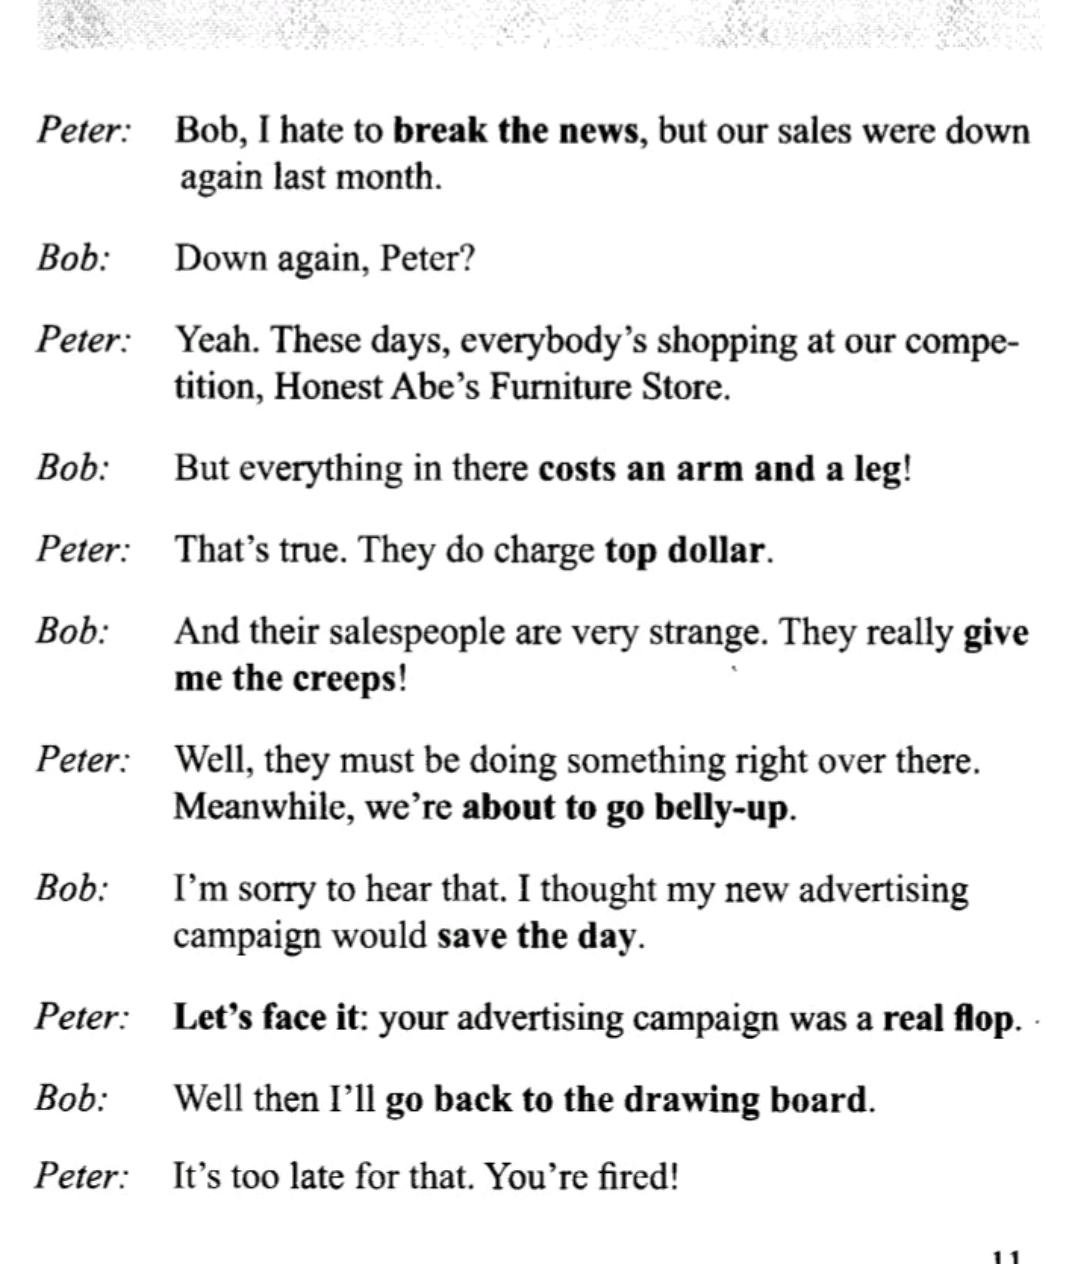 Peter: Bob, I hate to break the news, but our sales were down
again last month.
Bob: Down again, Peter?
Peter: Yeah. These days, everybody’s shopping at our compe-
tition, Honest Abe’s Furniture Store.
Bob: But everything in there costs an arm and a leg!
Peter: That’s true. They do charge top dollar.
Bob: And their salespeople are very strange. They really give
me the creeps!
Peter: Well, they must be doing something right over there.
Meanwhile, we’re about to go belly-up.
Bob: I’m sorry to hear that. I thought my new advertising
campaign would save the day.
Peter: Let’s face it: your advertising campaign was a real flop.
Bob: Well then I’ll go back to the drawing board.
Peter: It’s too late for that. You’re fired!
11